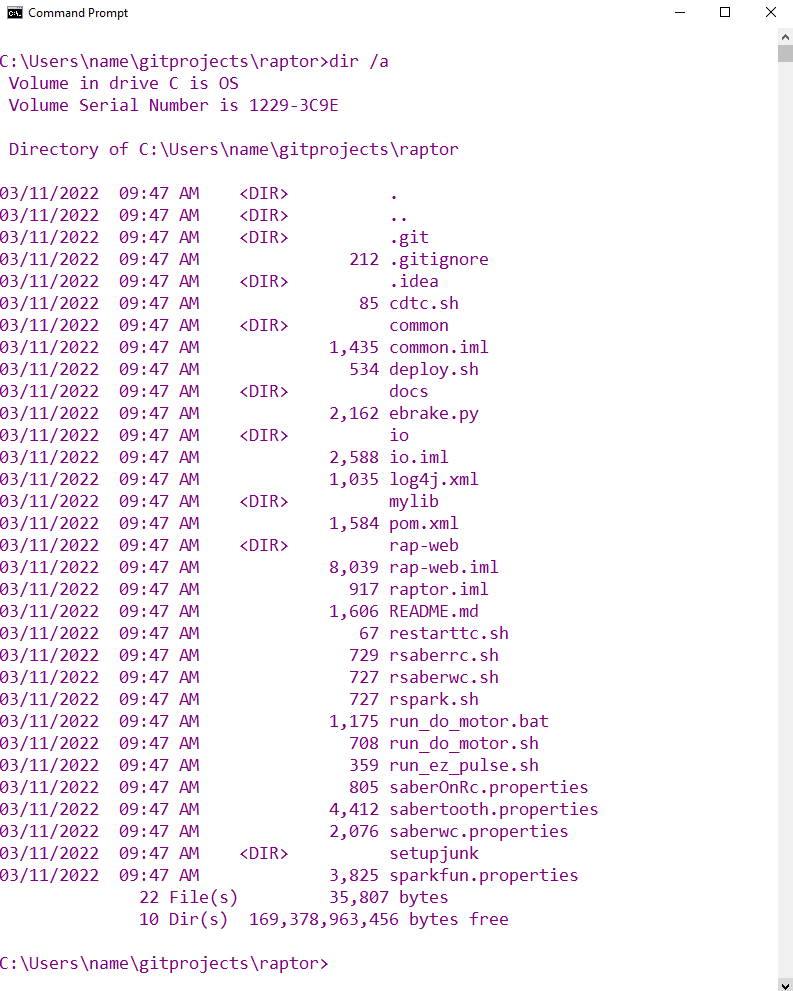 Command Prompt
C:\Users\name\gitprojects\raptor>dir /a
 Volume in drive C is OS
 Volume Serial Number is 1229-3C9E

 Directory of C:\Users\name\gitprojects\raptor

03/11/2022  09:47 AM    <DIR>          .
03/11/2022  09:47 AM    <DIR>          ..
03/11/2022  09:47 AM    <DIR>          .git
03/11/2022  09:47 AM               212 .gitignore
03/11/2022  09:47 AM    <DIR>          .idea
03/11/2022  09:47 AM                85 cdtc.sh
03/11/2022  09:47 AM    <DIR>          common
03/11/2022  09:47 AM             1,435 common.iml
03/11/2022  09:47 AM               534 deploy.sh
03/11/2022  09:47 AM    <DIR>          docs
03/11/2022  09:47 AM             2,162 ebrake.py
03/11/2022  09:47 AM    <DIR>          io
03/11/2022  09:47 AM             2,588 io.iml
03/11/2022  09:47 AM             1,035 log4j.xml
03/11/2022  09:47 AM    <DIR>          mylib
03/11/2022  09:47 AM             1,584 pom.xml
03/11/2022  09:47 AM    <DIR>          rap-web
03/11/2022  09:47 AM             8,039 rap-web.iml
03/11/2022  09:47 AM               917 raptor.iml
03/11/2022  09:47 AM             1,606 README.md
03/11/2022  09:47 AM                67 restarttc.sh
03/11/2022  09:47 AM               729 rsaberrc.sh
03/11/2022  09:47 AM               727 rsaberwc.sh
03/11/2022  09:47 AM               727 rspark.sh
03/11/2022  09:47 AM             1,175 run_do_motor.bat
03/11/2022  09:47 AM               708 run_do_motor.sh
03/11/2022  09:47 AM               359 run_ez_pulse.sh
03/11/2022  09:47 AM               805 saberOnRc.properties
03/11/2022  09:47 AM             4,412 sabertooth.properties
03/11/2022  09:47 AM             2,076 saberwc.properties
03/11/2022  09:47 AM    <DIR>          setupjunk
03/11/2022  09:47 AM             3,825 sparkfun.properties
              22 File(s)         35,807 bytes
              10 Dir(s)  169,378,963,456 bytes free

C:\Users\name\gitprojects\raptor>